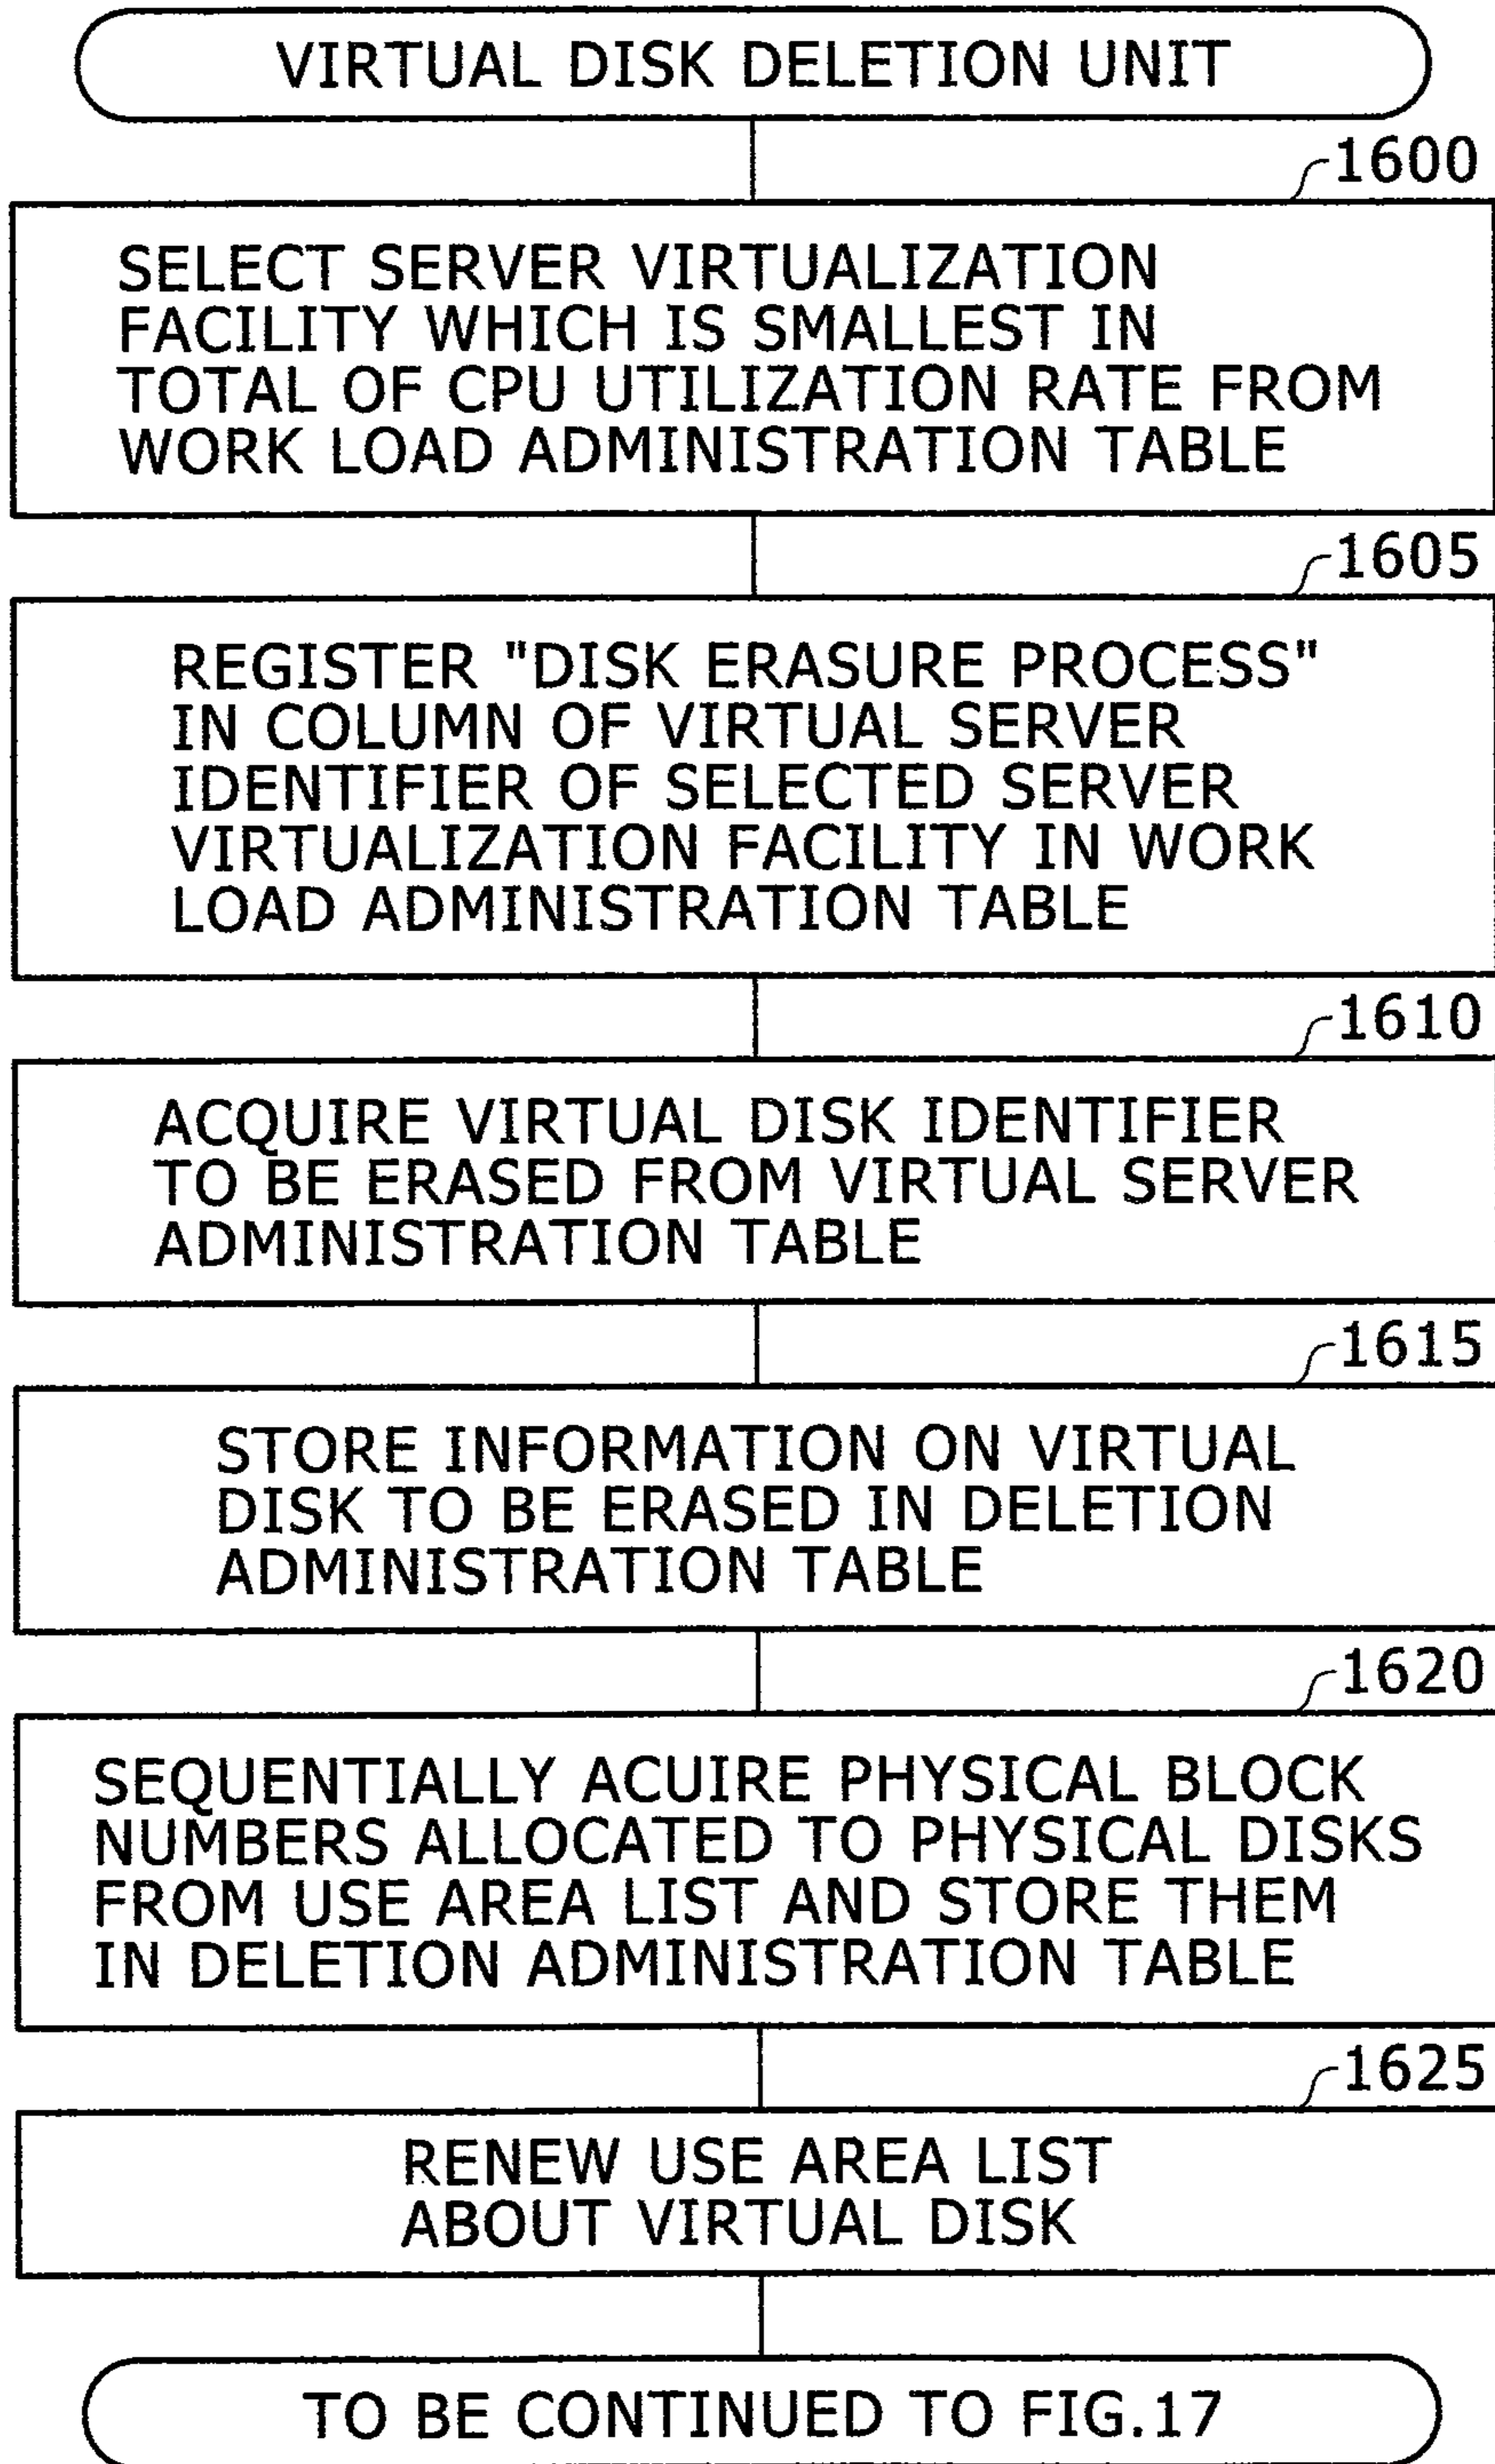 VIRTUAL DISK DELETION UNIT
1600
SELECT SERVER VIRTUALIZATION
FACILITY WHICH IS SMALLEST IN
TOTAL OF CPU UTILIZATION RATE FROM
WORK LOAD ADMINISTRATION TABLE
1605
REGISTER "DISK ERASURE PROCESS"
IN COLUMN OF VIRTUAL SERVER
IDENTIFIER OF SELECTED SERVER
VIRTUALIZATION FACILITY IN WORK
LOAD ADMINISTRATION TABLE
1610
ACQUIRE VIRTUAL DISK IDENTIFIER
TO BE ERASED FROM VIRTUAL SERVER
ADMINISTRATION TABLE
1615
STORE INFORMATION ON VIRTUAL
DISK TO BE ERASED IN DELETION
ADMINISTRATION TABLE
1620
SEQUENTIALLY ACUIRE PHYSICAL BLOCK
NUMBERS ALLOCATED TO PHYSICAL DISKS
FROM USE AREA LIST AND STORE THEM
IN DELETION ADMINISTRATION TABLE
1625
RENEW USE AREA LIST
ABOUT VIRTUAL DISK
TO BE CONTINUED TO FIG.17